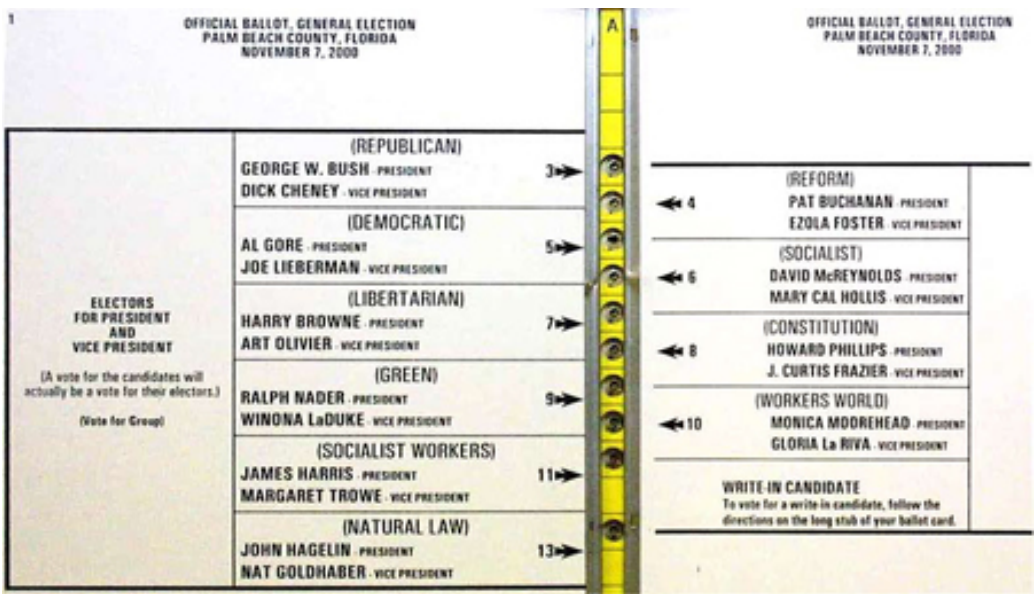 1
OFFICIAL BALLOT, GENERAL ELECTION
PALM BEACH COUNTY, FLORIDA
NOVEMBER 7, 2000
ELECTORS
FOR PRESIDENT
AND
VICE PRESIDENT
(A vote for the candidates will
actually be a vote for their electors.)
(Vote for Group)
(REPUBLICAN)
GEORGE W. BUSH - PRESIDENT
DICK CHENEY - VICE PRESIDENT
3
(DEMOCRATIC)
AL GORE - PRESIDENT
JOE LIEBERMAN - VICE PRESIDENT
5
(LIBERTARIAN)
HARRY BROWNE - PRESIDENT
ART OLIVIER - VICE PRESIDENT
7
(GREEN)
RALPH NADER - PRESIDENT
WINONA LaDUKE - VICE PRESIDENT
9
(SOCIALIST WORKERS)
JAMES HARRIS - PRESIDENT
MARGARET TROWE - VICE PRESIDENT
11
(NATURAL LAW)
JOHN HAGELIN - PRESIDENT
NAT GOLDHABER - VICE PRESIDENT
13
A
OFFICIAL BALLOT, GENERAL ELECTION
PALM BEACH COUNTY, FLORIDA
NOVEMBER 7, 2000
(REFORM)
4 PAT BUCHANAN - PRESIDENT
EZOLA FOSTER - VICE PRESIDENT
(SOCIALIST)
6 DAVID McREYNOLDS - PRESIDENT
MARY CAL HOLLIS - VICE PRESIDENT
(CONSTITUTION)
8 HOWARD PHILLIPS - PRESIDENT
J. CURTIS FRAZIER - VICE PRESIDENT
(WORKERS WORLD)
10 MONICA MOOREHEAD - PRESIDENT
GLORIA La RIVA - VICE PRESIDENT
WRITE-IN CANDIDATE
To vote for a write-in candidate, follow the
directions on the long stub of your ballot card.